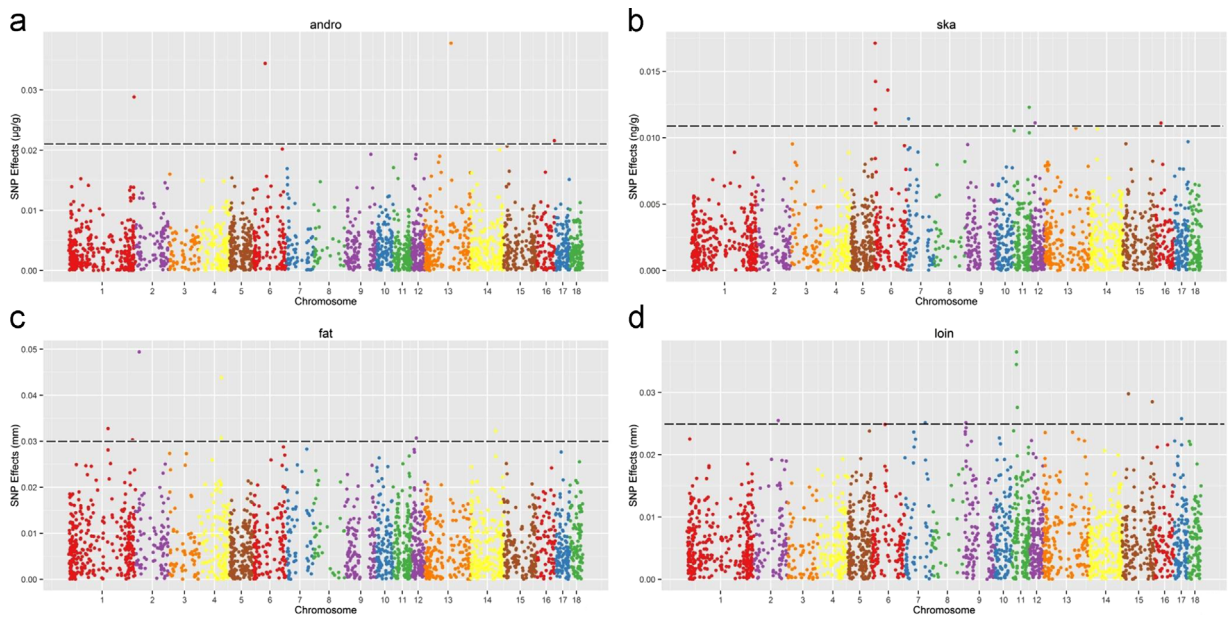 a
andro
SNP Effects (µg/g)
0.03
0.02
0.01
0.00
1 2 3 4 5 6 7 8 9 10 11 12 13 14 15 16 17 18
Chromosome
b
ska
SNP Effects (ng/g)
0.015
0.010
0.005
0.000
1 2 3 4 5 6 7 8 9 10 11 12 13 14 15 16 17 18
Chromosome
c
fat
SNP Effects (mm)
0.05
0.04
0.03
0.02
0.01
0.00
1 2 3 4 5 6 7 8 9 10 11 12 13 14 15 16 17 18
Chromosome
d
loin
SNP Effects (mm)
0.03
0.02
0.01
0.00
1 2 3 4 5 6 7 8 9 10 11 12 13 14 15 16 17 18
Chromosome